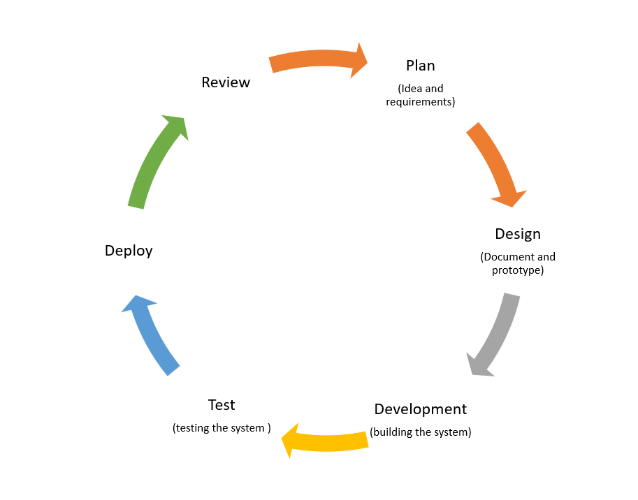 Plan
(Idea and
requirements)
Design
(Document and
prototype)
Development
(building the system)
Test
(testing the system )
Deploy
Review